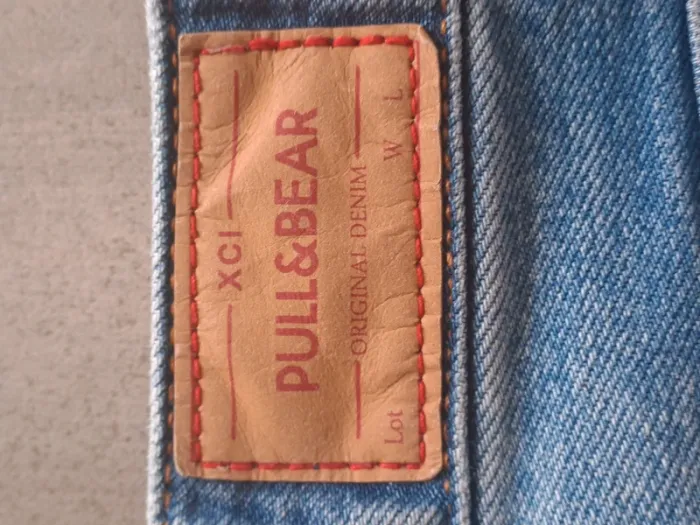 XCI
PULL&BEAR
ORIGINAL DENIM
Lot W L